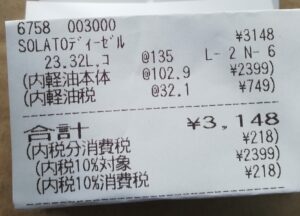 6758 003000
SOLATOディーゼル ¥3148
23.32L.コ @135 L-2 N-6
(内軽油本体 @102.9 ¥2399)
(内軽油税 @32.1 ¥749)
合計 ¥3,148
(内税分消費税 ¥218)
(内税10%対象 ¥2399)
(内税10%消費税 ¥218)